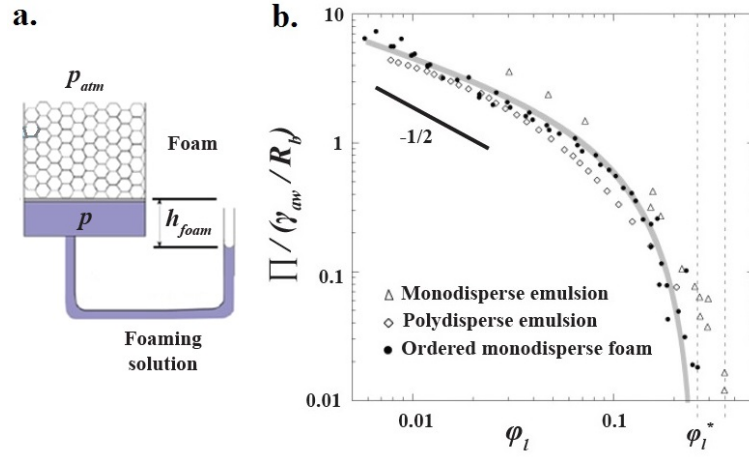 a.
p_atm
Foam
p
h_foam
Foaming
solution
b.
Π / (γ_aw / R_b)
10
1
0.1
0.01
-1/2
Monodisperse emulsion
Polydisperse emulsion
Ordered monodisperse foam
0.01
0.1
φ_l
φ_l^*